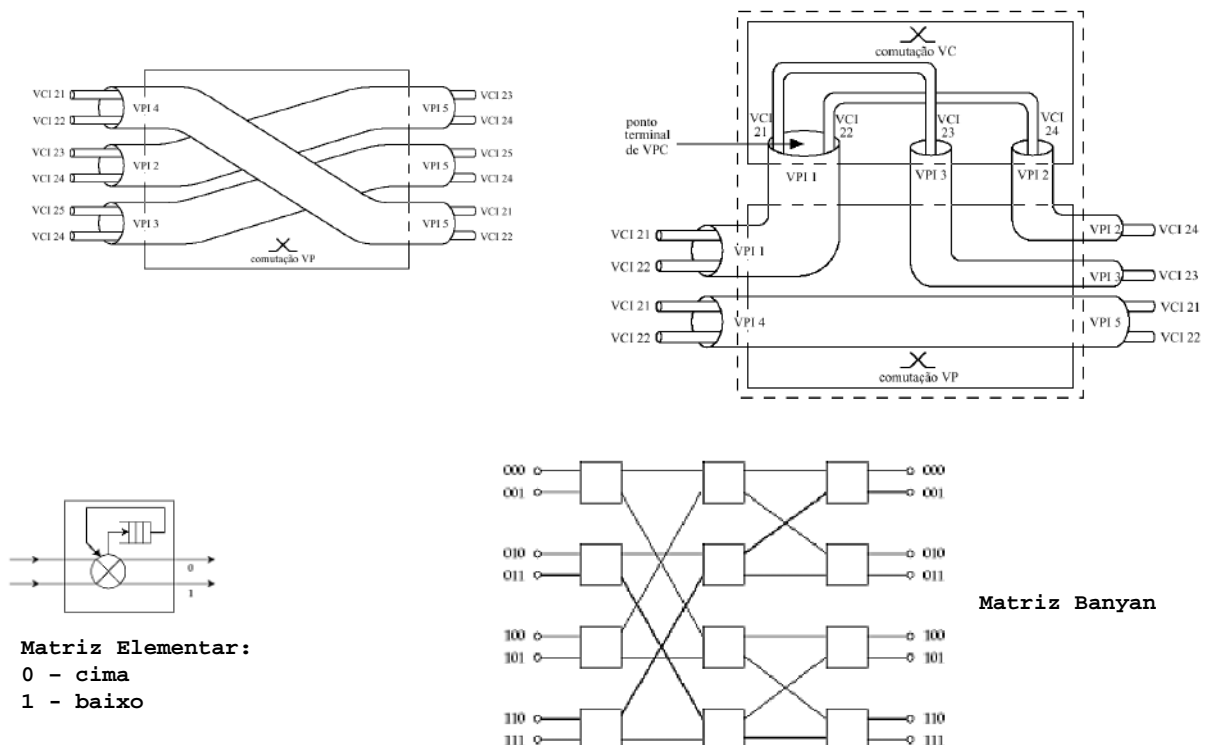 VCI 21
VCI 22
VCI 23
VCI 24
VCI 25
VCI 24
VPI 4
VPI 2
VPI 3
VPI 5
VPI 5
VPI 5
VCI 23
VCI 24
VCI 25
VCI 24
VCI 21
VCI 22
comutação VP
comutação VC
ponto
terminal
de VPC
VCI
21
VCI
22
VCI
23
VCI
24
VPI 1
VPI 3
VPI 2
VCI 21
VCI 22
VPI 1
VPI 2
VCI 24
VPI 3
VCI 23
VCI 21
VCI 22
VPI 4
VPI 5
VCI 21
VCI 22
comutação VP
0
1
Matriz Elementar:
0 – cima
1 - baixo
000
001
010
011
100
101
110
111
000
001
010
011
100
101
110
111
Matriz Banyan